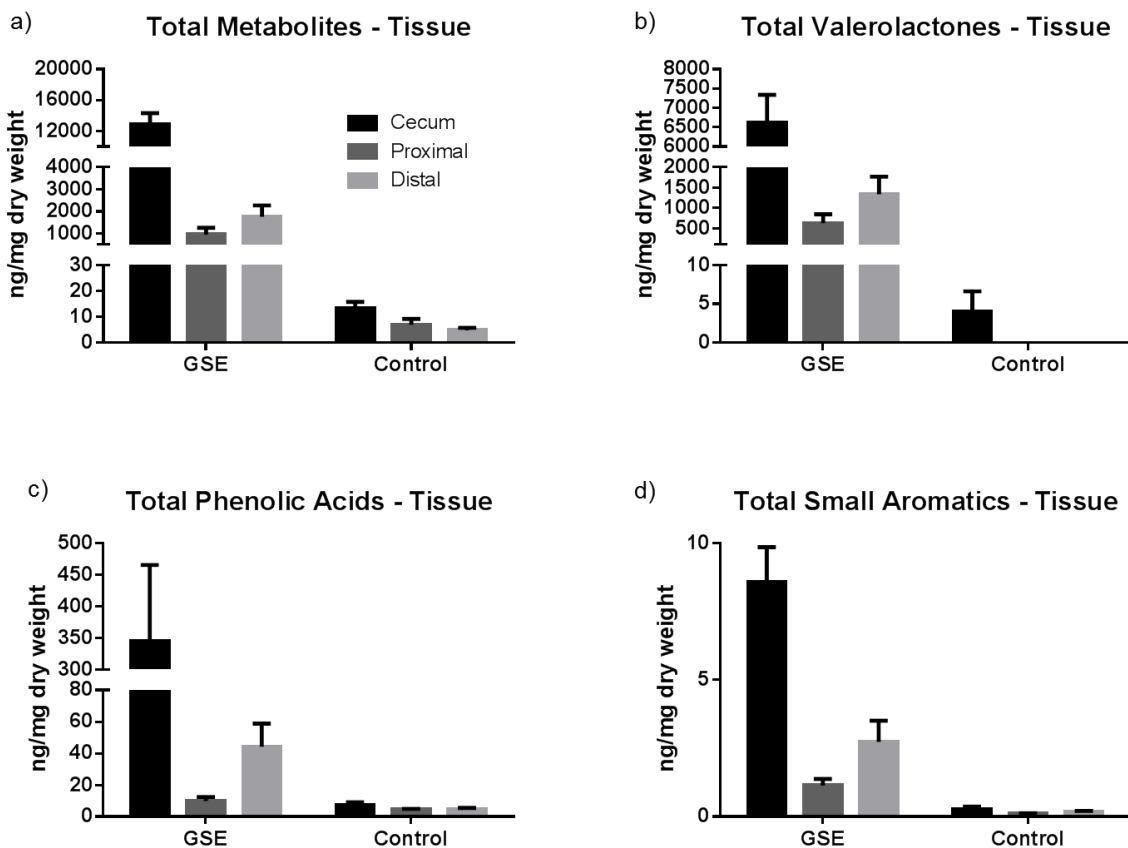 a)
Total Metabolites - Tissue
ng/mg dry weight
20000
16000
12000
4000
3000
2000
1000
30
20
10
0
Cecum
Proximal
Distal
GSE Control
b)
Total Valerolactones - Tissue
ng/mg dry weight
8000
7500
7000
6500
6000
2000
1500
1000
500
10
5
0
GSE Control
c)
Total Phenolic Acids - Tissue
ng/mg dry weight
500
450
400
350
300
80
60
40
20
0
GSE Control
d)
Total Small Aromatics - Tissue
ng/mg dry weight
10
5
0
GSE Control